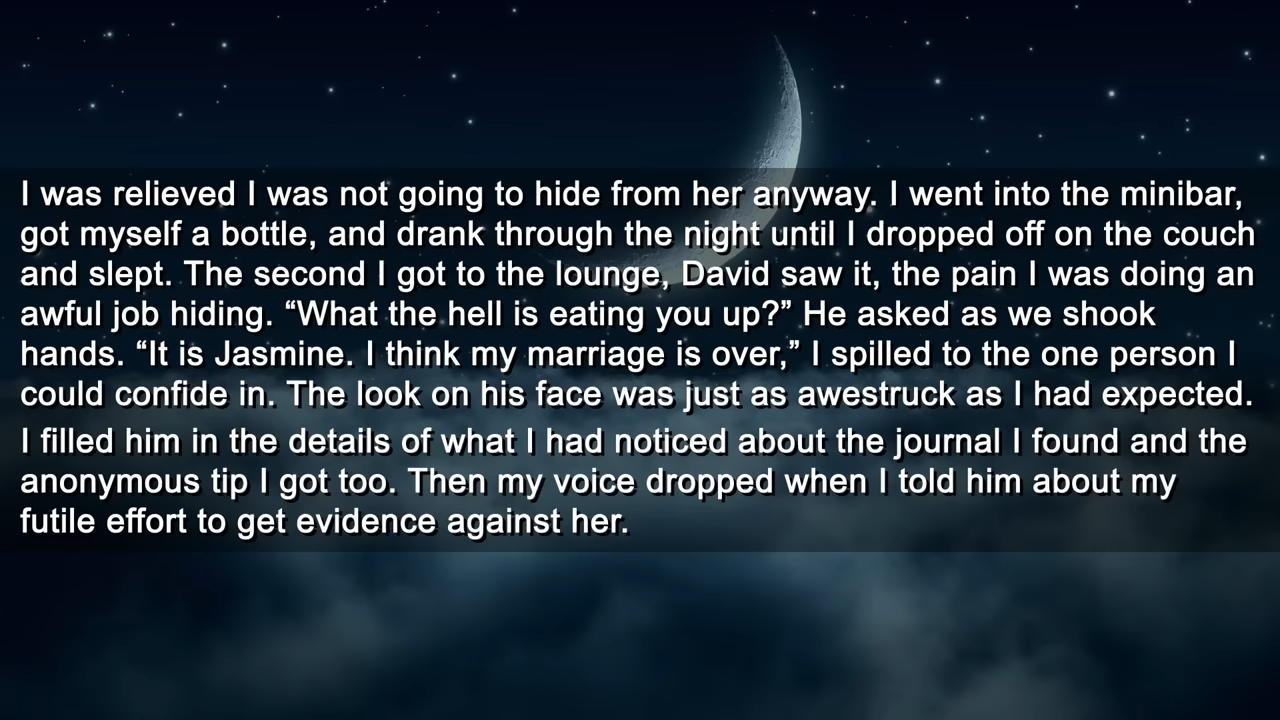 I was relieved I was not going to hide from her anyway. I went into the minibar,
got myself a bottle, and drank through the night until I dropped off on the couch
and slept. The second I got to the lounge, David saw it, the pain I was doing an
awful job hiding. “What the hell is eating you up?” He asked as we shook
hands. “It is Jasmine. I think my marriage is over,” I spilled to the one person I
could confide in. The look on his face was just as awestruck as I had expected.
I filled him in the details of what I had noticed about the journal I found and the
anonymous tip I got too. Then my voice dropped when I told him about my
futile effort to get evidence against her.